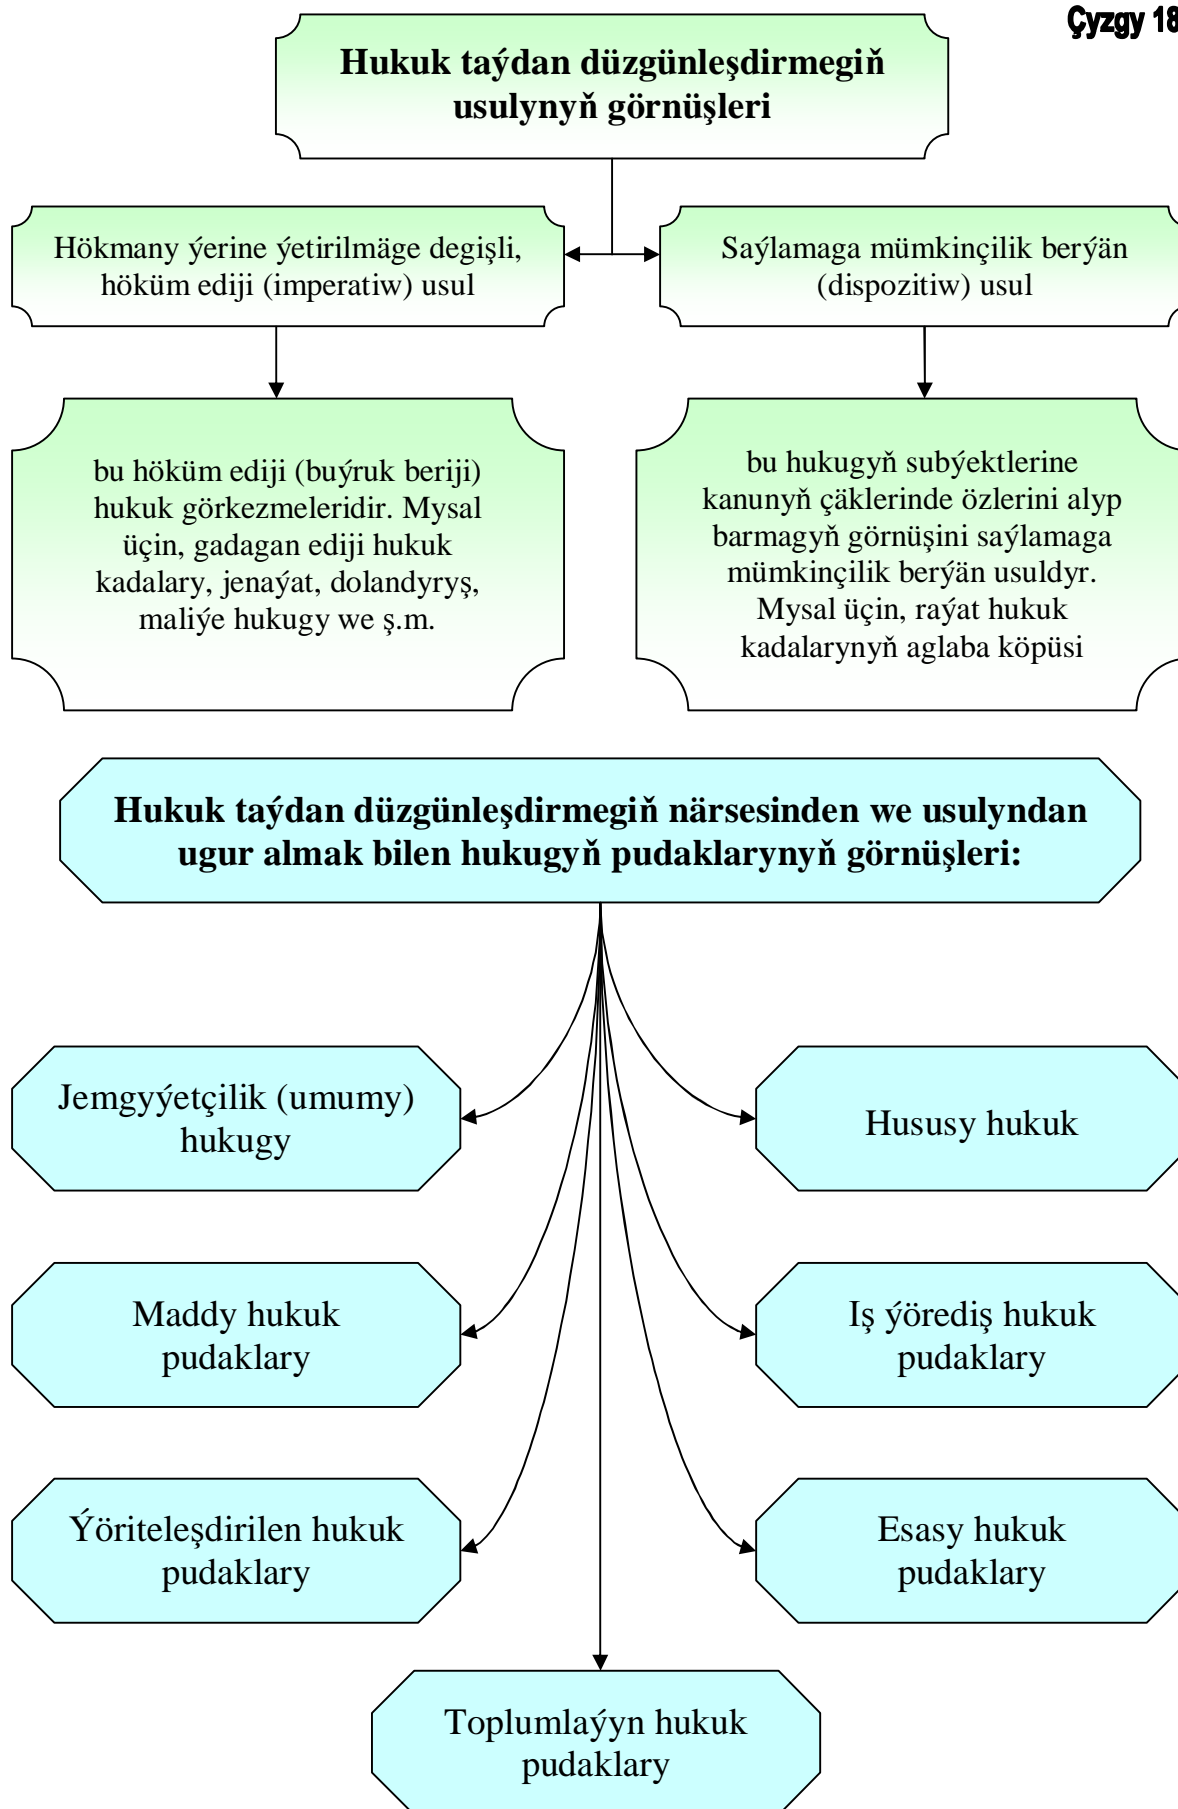 Çyzgy 18
Hukuk taýdan düzgünleşdirmegiň
usulynyň görnüşleri
Hökmany ýerine ýetirilmäge degişli,
höküm ediji (imperatiw) usul
Saýlamaga mümkinçilik berýän
(dispozitiw) usul
bu höküm ediji (buýruk beriji)
hukuk görkezmeleridir. Mysal
üçin, gadagan ediji hukuk
kadalary, jenaýat, dolandyryş,
maliýe hukugy we ş.m.
bu hukugyň subýektlerine
kanunyň çäklerinde özlerini alyp
barmagyň görnüşini saýlamaga
mümkinçilik berýän usuldyr.
Mysal üçin, raýat hukuk
kadalarynyň aglaba köpüsi
Hukuk taýdan düzgünleşdirmegiň närsesinden we usulyndan
ugur almak bilen hukugyň pudaklarynyň görnüşleri:
Jemgyýetçilik (umumy)
hukugy
Hususy hukuk
Maddy hukuk
pudaklary
Iş ýörediş hukuk
pudaklary
Ýöriteleşdirilen hukuk
pudaklary
Esasy hukuk
pudaklary
Toplumlaýyn hukuk
pudaklary